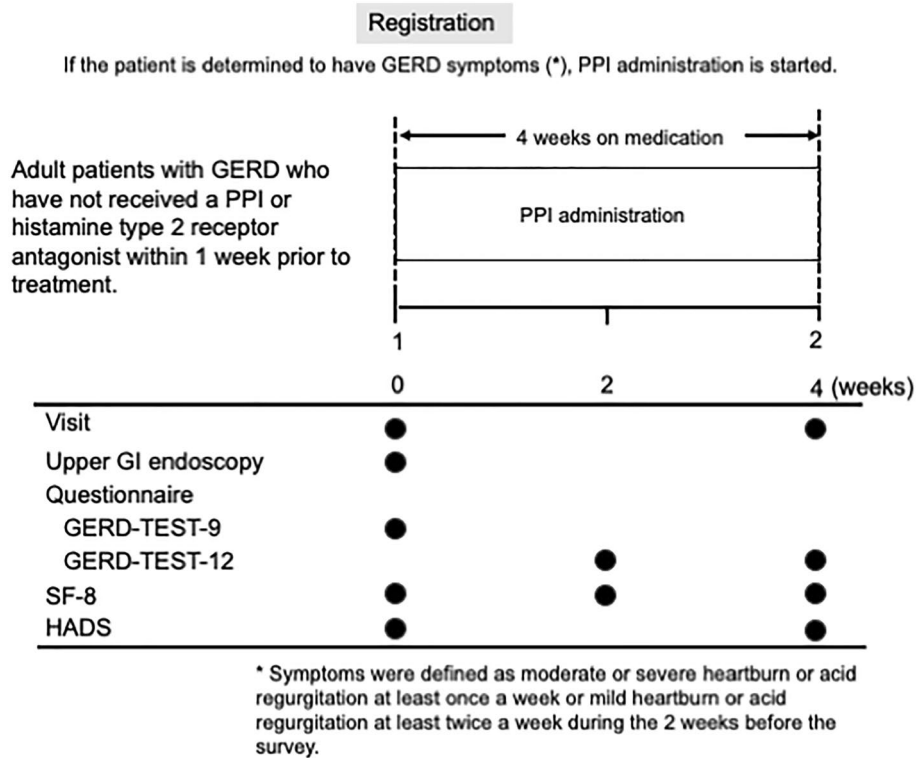 Registration
If the patient is determined to have GERD symptoms (*), PPI administration is started.
4 weeks on medication
Adult patients with GERD who
have not received a PPI or
histamine type 2 receptor
antagonist within 1 week prior to
treatment.
PPI administration
1 2
0 2 4 (weeks)
Visit
Upper GI endoscopy
Questionnaire
GERD-TEST-9
GERD-TEST-12
SF-8
HADS
* Symptoms were defined as moderate or severe heartburn or acid
regurgitation at least once a week or mild heartburn or acid
regurgitation at least twice a week during the 2 weeks before the
survey.